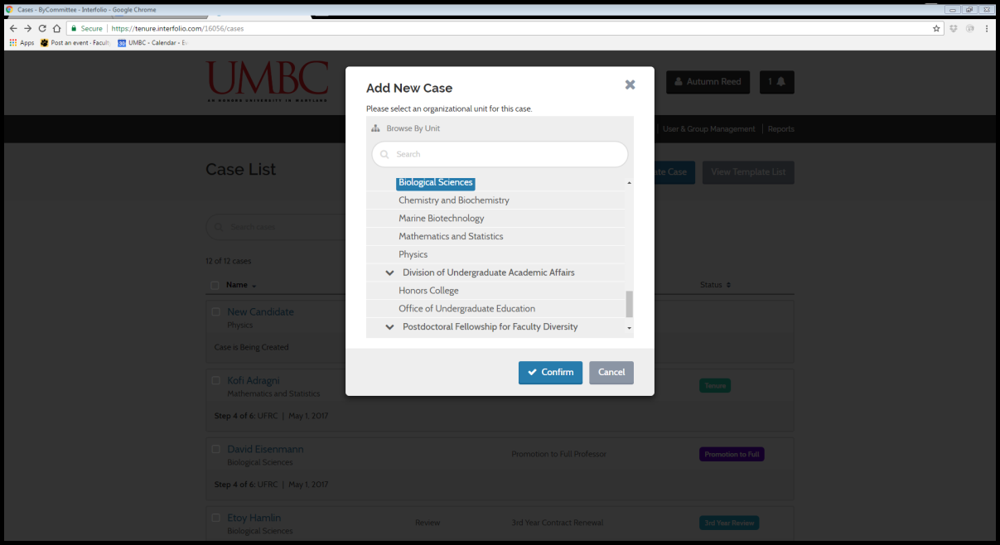 Cases - ByCommittee - Interfolio - Google Chrome
Secure | https://tenure.interfolio.com/16056/cases
Apps Post an event · Facult 30 UMBC - Calendar - E
UMBC
AN HONORS UNIVERSITY IN MARYLAND
Autumn Reed 1
User & Group Management | Reports
Case List
te Case View Template List
Search cases
12 of 12 cases
Name Status
New Candidate
Physics
Case is Being Created
Kofi Adragni
Mathematics and Statistics
Tenure
Step 4 of 6: UFRC | May 1, 2017
David Eisenmann
Biological Sciences
Promotion to Full Professor Promotion to Full
Step 4 of 6: UFRC | May 1, 2017
Etoy Hamlin
Biological Sciences
Review 3rd Year Contract Renewal 3rd Year Review
Add New Case
Please select an organizational unit for this case.
Browse By Unit
Search
Biological Sciences
Chemistry and Biochemistry
Marine Biotechnology
Mathematics and Statistics
Physics
Division of Undergraduate Academic Affairs
Honors College
Office of Undergraduate Education
Postdoctoral Fellowship for Faculty Diversity
Confirm Cancel